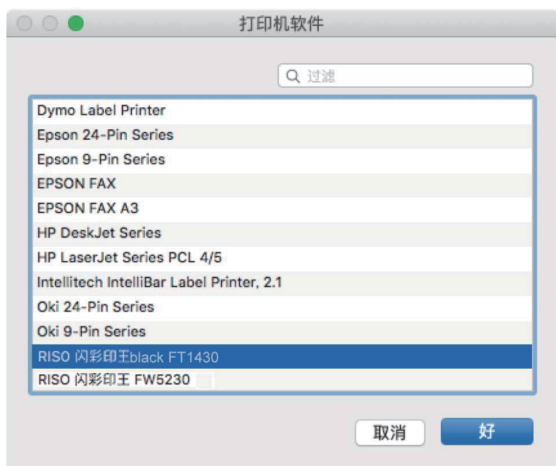 打印机软件
过滤
Dymo Label Printer
Epson 24-Pin Series
Epson 9-Pin Series
EPSON FAX
EPSON FAX A3
HP DeskJet Series
HP LaserJet Series PCL 4/5
Intellitech IntelliBar Label Printer, 2.1
Oki 24-Pin Series
Oki 9-Pin Series
RISO 闪彩印王black FT1430
RISO 闪彩印王 FW5230
取消 好